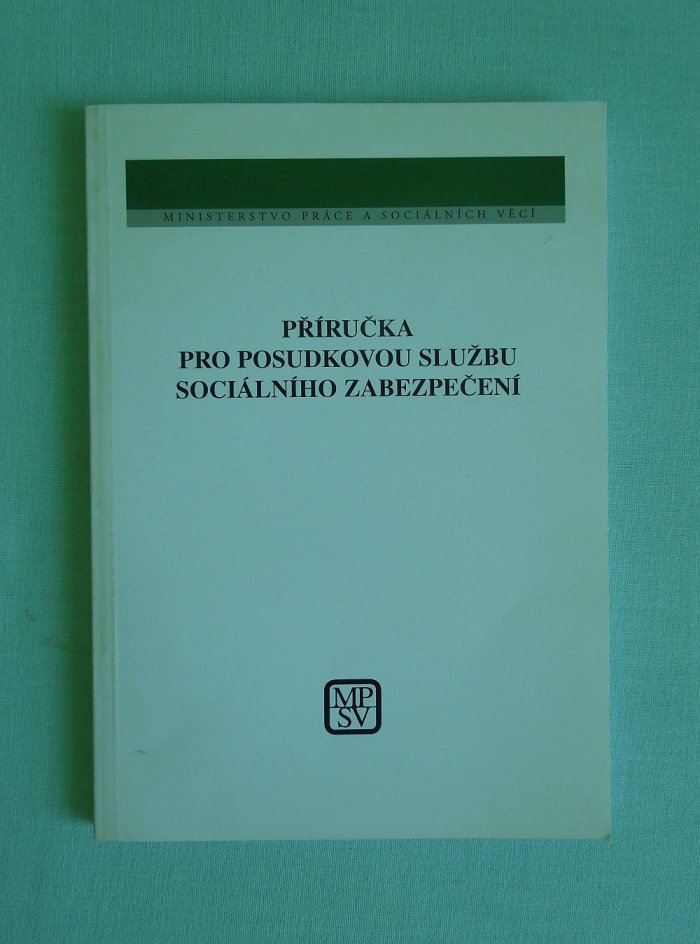 MINISTERSTVO PRÁCE A SOCIÁLNÍCH VĚCÍ
PŘÍRUČKA
PRO POSUDKOVOU SLUŽBU
SOCIÁLNÍHO ZABEZPEČENÍ
MP
SV